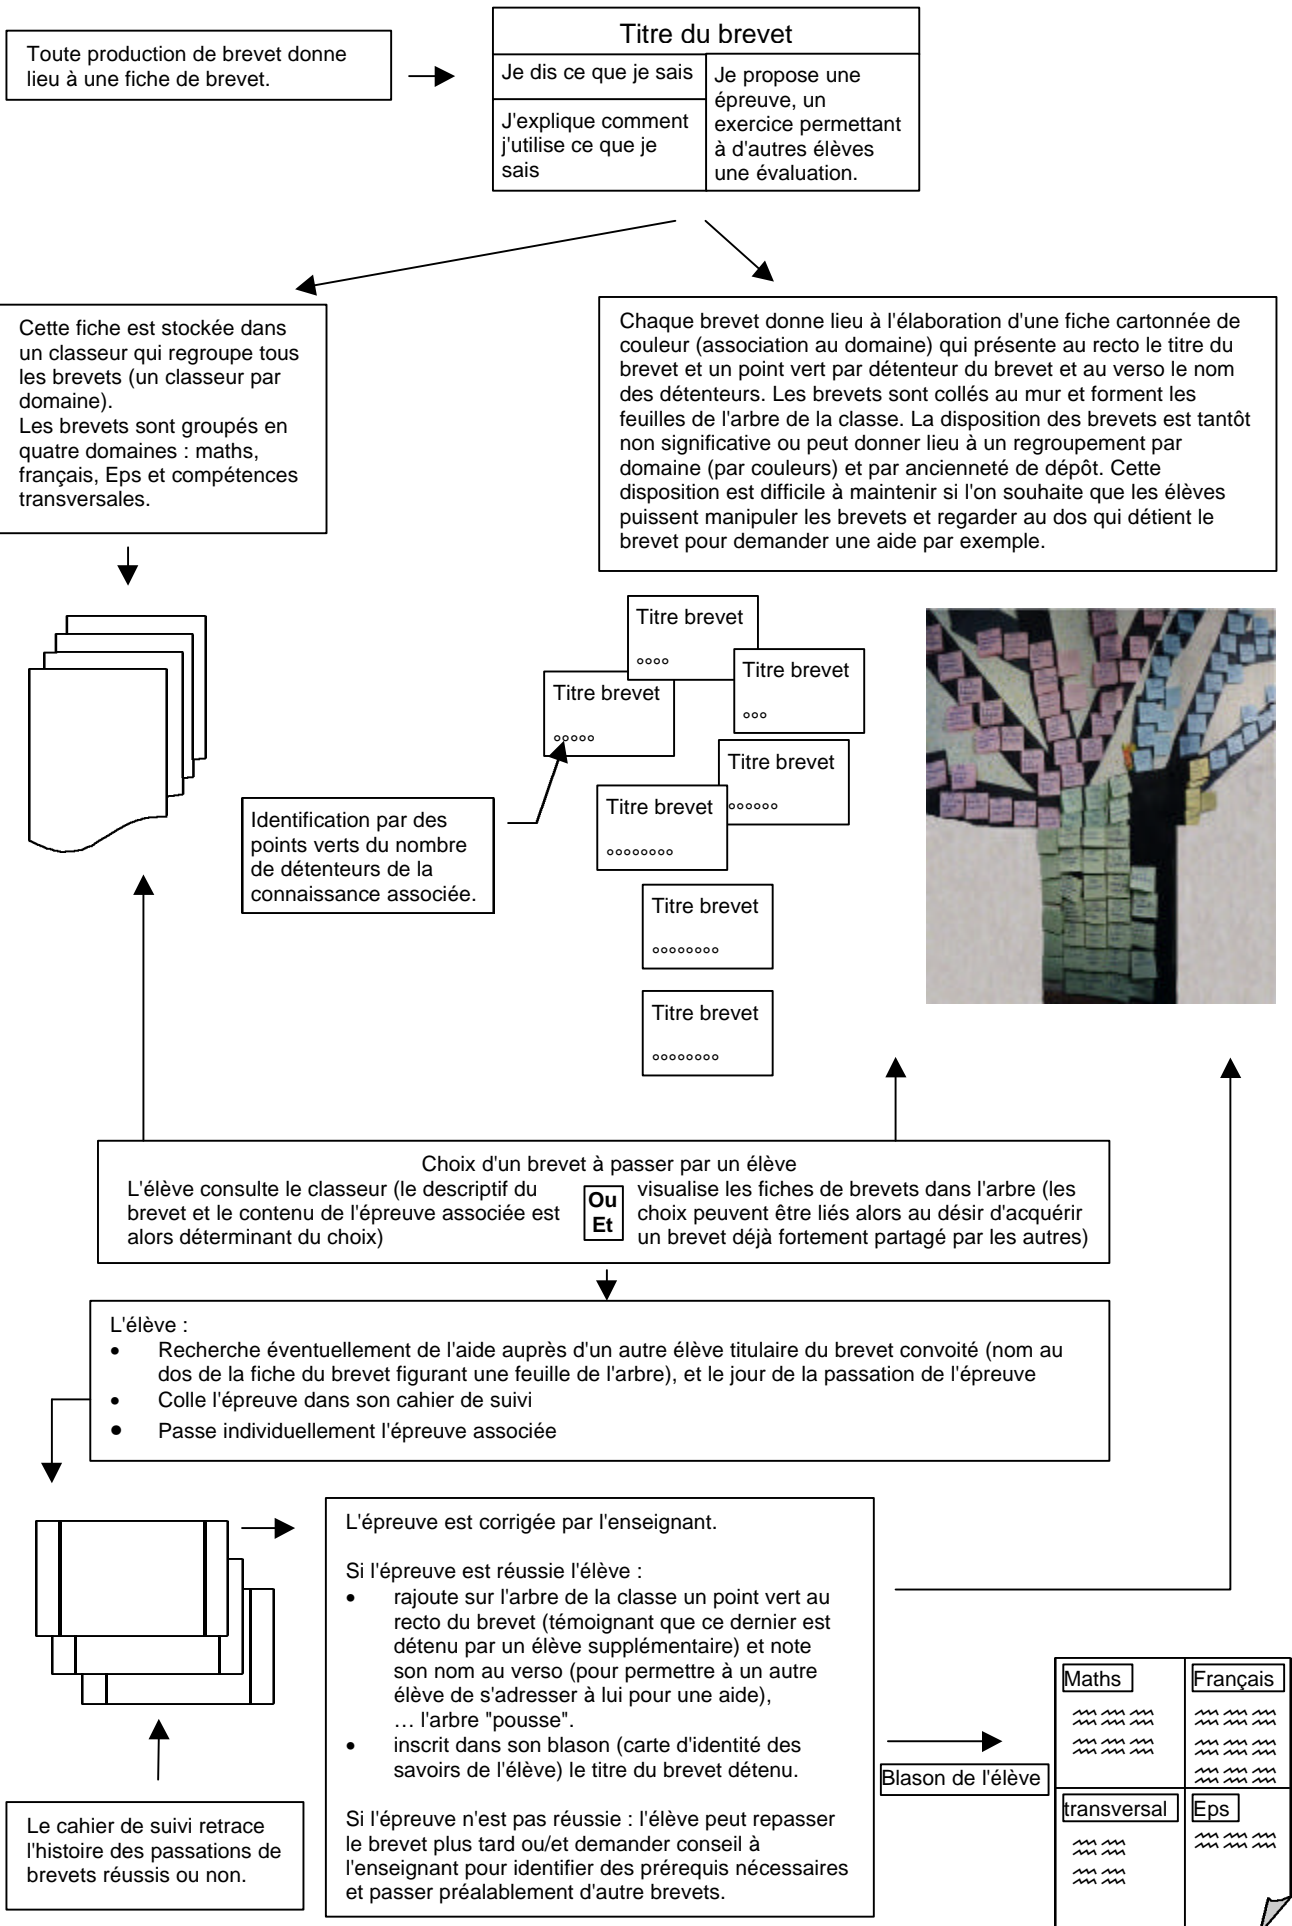 Toute production de brevet donne
lieu à une fiche de brevet.
Titre du brevet
Je dis ce que je sais
J'explique comment
j'utilise ce que je
sais
Je propose une
épreuve, un
exercice permettant
à d'autres élèves
une évaluation.
Cette fiche est stockée dans
un classeur qui regroupe tous
les brevets (un classeur par
domaine).
Les brevets sont groupés en
quatre domaines : maths,
français, Eps et compétences
transversales.
Chaque brevet donne lieu à l'élaboration d'une fiche cartonnée de
couleur (association au domaine) qui présente au recto le titre du
brevet et un point vert par détenteur du brevet et au verso le nom
des détenteurs. Les brevets sont collés au mur et forment les
feuilles de l'arbre de la classe. La disposition des brevets est tantôt
non significative ou peut donner lieu à un regroupement par
domaine (par couleurs) et par ancienneté de dépôt. Cette
disposition est difficile à maintenir si l'on souhaite que les élèves
puissent manipuler les brevets et regarder au dos qui détient le
brevet pour demander une aide par exemple.
Titre brevet
Titre brevet
Titre brevet
Titre brevet
Titre brevet
Titre brevet
Titre brevet
Identification par des
points verts du nombre
de détenteurs de la
connaissance associée.
Choix d'un brevet à passer par un élève
L'élève consulte le classeur (le descriptif du
brevet et le contenu de l'épreuve associée est
alors déterminant du choix)
Ou
Et
visualise les fiches de brevets dans l'arbre (les
choix peuvent être liés alors au désir d'acquérir
un brevet déjà fortement partagé par les autres)
L'élève :
• Recherche éventuellement de l'aide auprès d'un autre élève titulaire du brevet convoité (nom au
dos de la fiche du brevet figurant une feuille de l'arbre), et le jour de la passation de l'épreuve
• Colle l'épreuve dans son cahier de suivi
• Passe individuellement l'épreuve associée
L'épreuve est corrigée par l'enseignant.
Si l'épreuve est réussie l'élève :
• rajoute sur l'arbre de la classe un point vert au
recto du brevet (témoignant que ce dernier est
détenu par un élève supplémentaire) et note
son nom au verso (pour permettre à un autre
élève de s'adresser à lui pour une aide),
… l'arbre "pousse".
• inscrit dans son blason (carte d'identité des
savoirs de l'élève) le titre du brevet détenu.
Si l'épreuve n'est pas réussie : l'élève peut repasser
le brevet plus tard ou/et demander conseil à
l'enseignant pour identifier des prérequis nécessaires
et passer préalablement d'autre brevets.
Le cahier de suivi retrace
l'histoire des passations de
brevets réussis ou non.
Blason de l'élève
Maths
Français
transversal
Eps